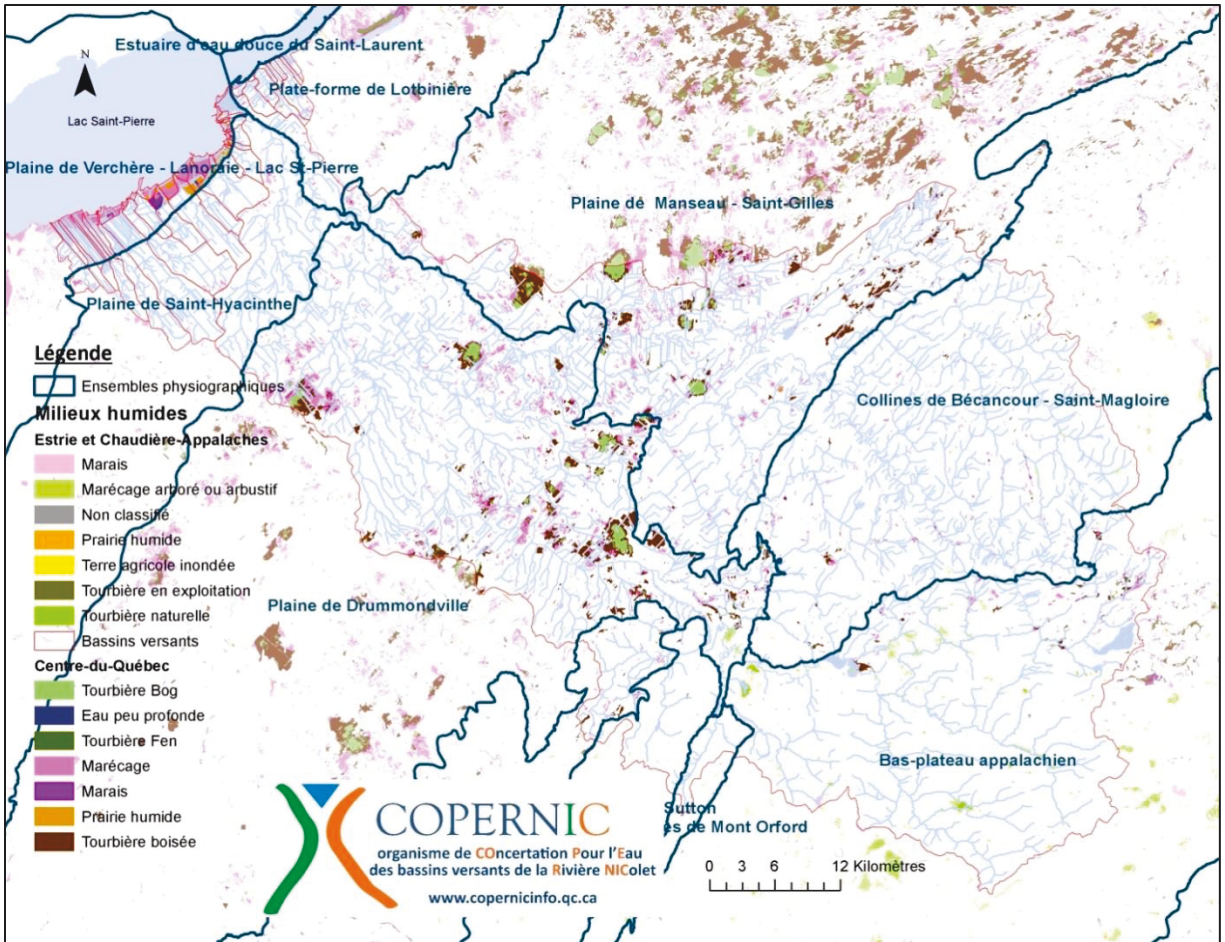 Estuaire d'eau douce du Saint-Laurent
N
Plate-forme de Lotbinière
Lac Saint-Pierre
Plaine de Verchère - Lanoraie - Lac St-Pierre
Plaine de Manseau - Saint-Gilles
Plaine de Saint-Hyacinthe
Légende
Ensembles physiographiques
Milieux humides
Estrie et Chaudière-Appalaches
Marais
Marécage arboré ou arbustif
Non classifié
Prairie humide
Terre agricole inondée
Tourbière en exploitation
Tourbière naturelle
Bassins versants
Centre-du-Québec
Tourbière Bog
Eau peu profonde
Tourbière Fen
Marécage
Marais
Prairie humide
Tourbière boisée
Collines de Bécancour - Saint-Magloire
Plaine de Drummondville
Bas-plateau appalachien
Sutton
es de Mont Orford
COPERNIC
organisme de COncertation Pour l'Eau
des bassins versants de la Rivière NIColet
www.copernicinfo.qc.ca
0 3 6 12 Kilomètres